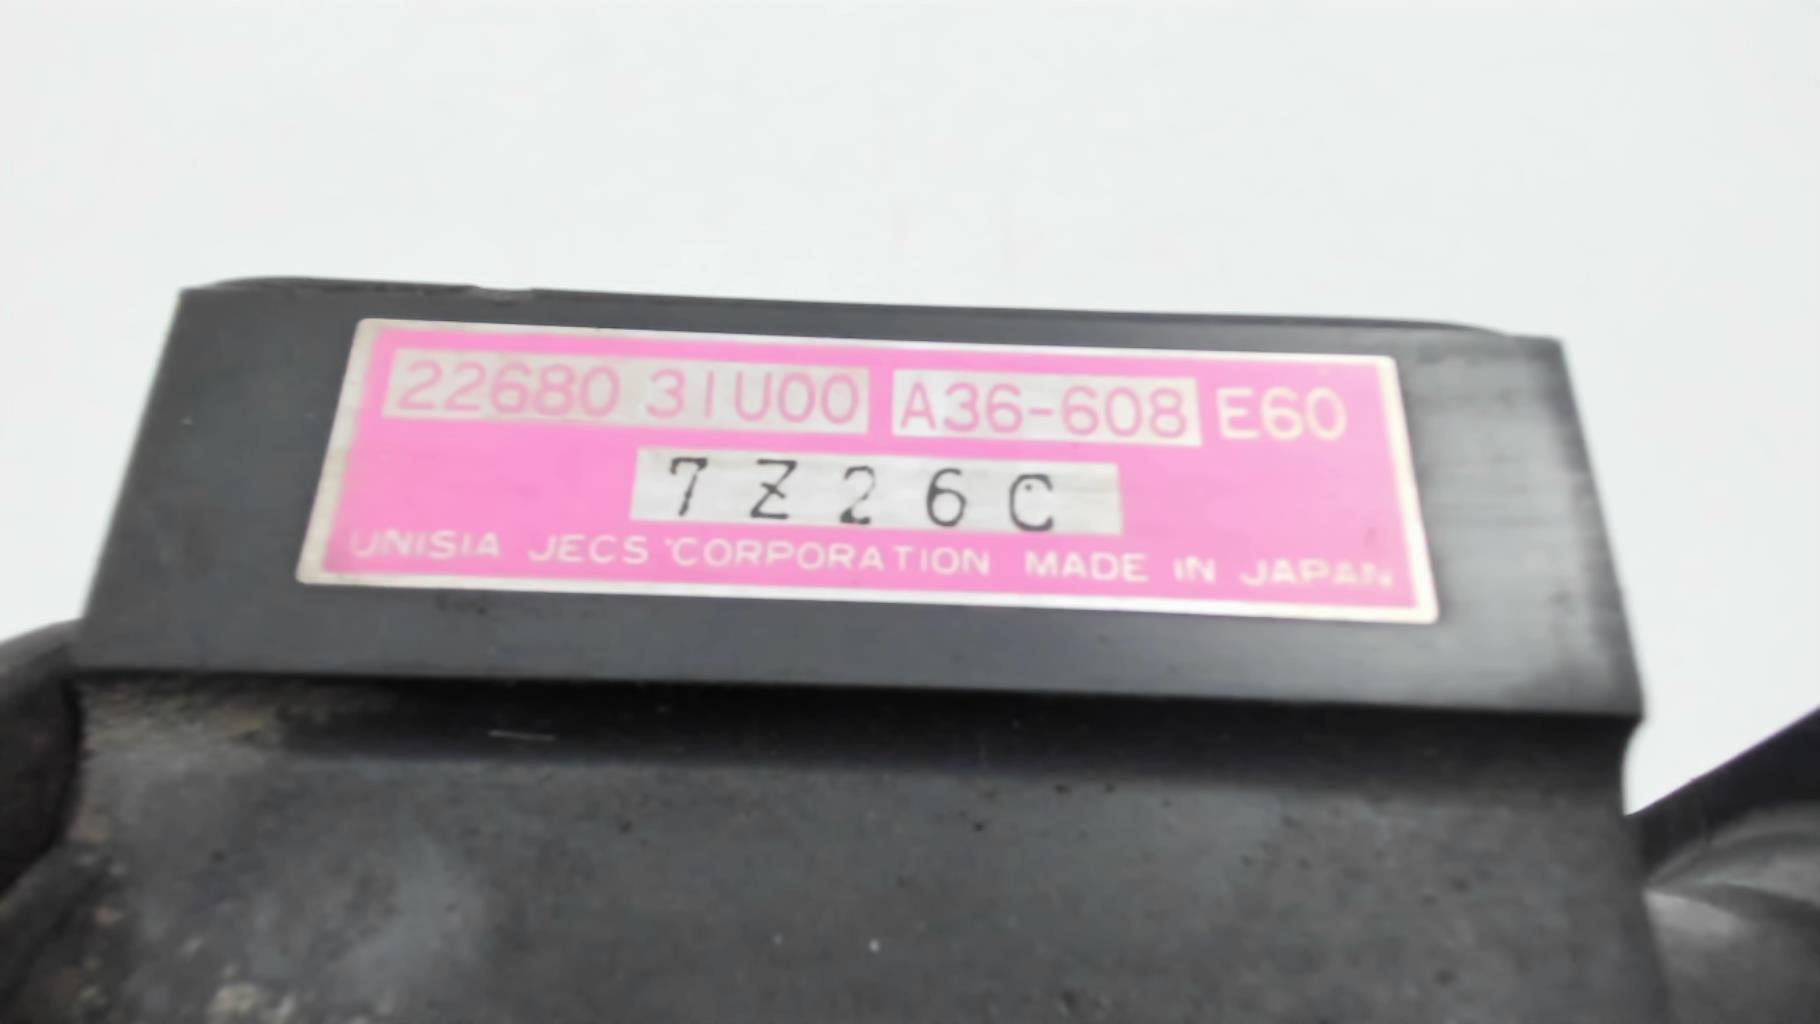 22680 31U00 A36-608 E60
7Z26C
UNISIA JECS CORPORATION MADE IN JAPAN